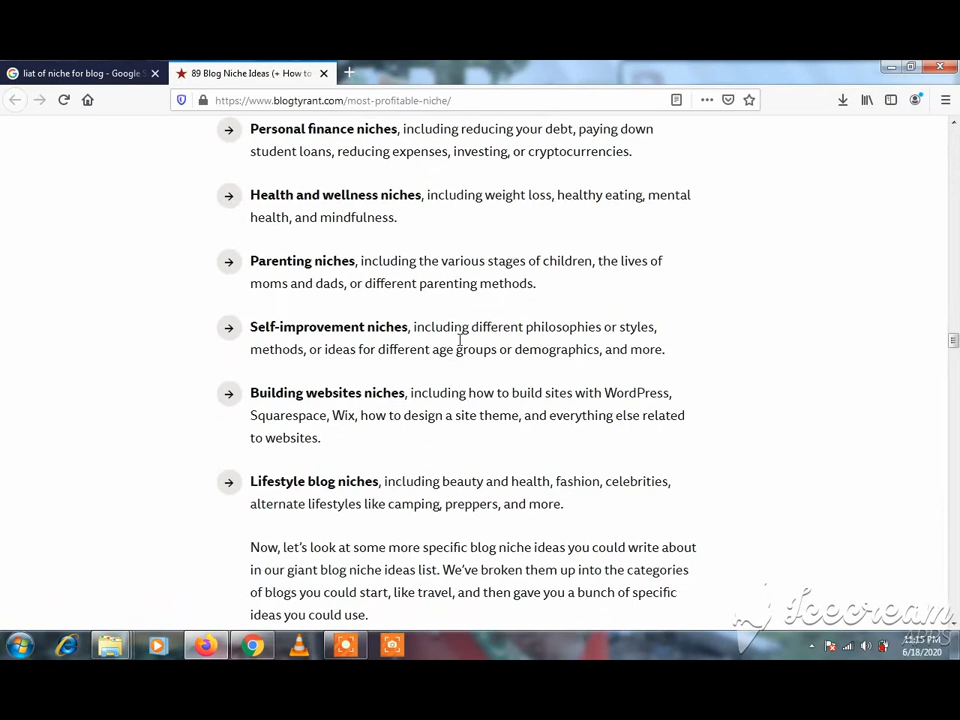 liat of niche for blog - Google S
89 Blog Niche Ideas (+ How to
https://www.blogtyrant.com/most-profitable-niche/
Personal finance niches, including reducing your debt, paying down
student loans, reducing expenses, investing, or cryptocurrencies.
Health and wellness niches, including weight loss, healthy eating, mental
health, and mindfulness.
Parenting niches, including the various stages of children, the lives of
moms and dads, or different parenting methods.
Self-improvement niches, including different philosophies or styles,
methods, or ideas for different age groups or demographics, and more.
Building websites niches, including how to build sites with WordPress,
Squarespace, Wix, how to design a site theme, and everything else related
to websites.
Lifestyle blog niches, including beauty and health, fashion, celebrities,
alternate lifestyles like camping, preppers, and more.
Now, let's look at some more specific blog niche ideas you could write about
in our giant blog niche ideas list. We've broken them up into the categories
of blogs you could start, like travel, and then gave you a bunch of specific
ideas you could use.
Icecream
APPS
11:15 PM
6/18/2020